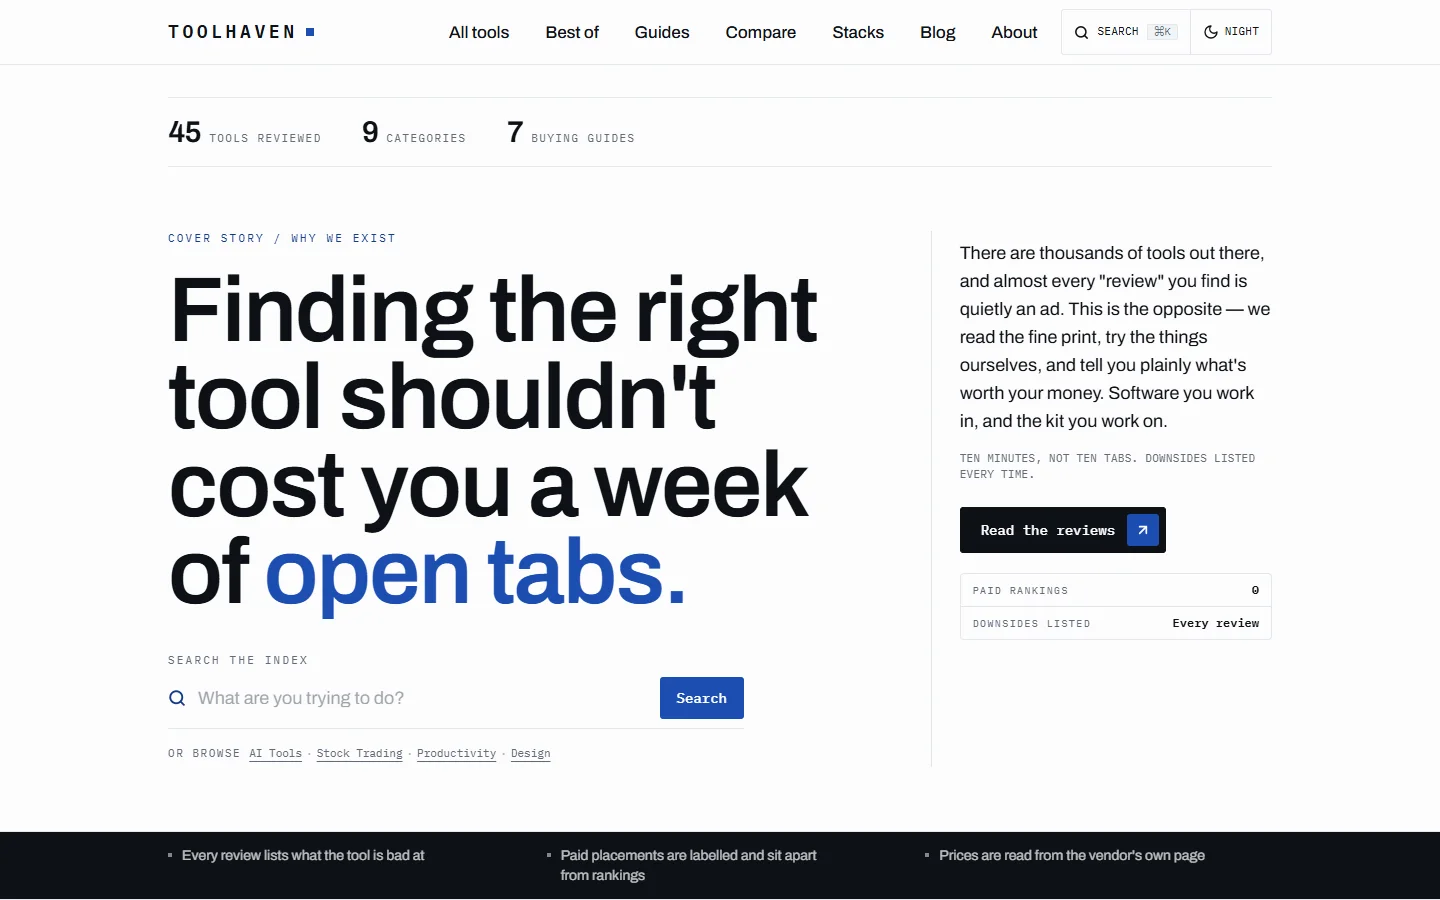 TOOLHAVEN
All tools
Best of
Guides
Compare
Stacks
Blog
About
SEARCH ⌘K
NIGHT
45 TOOLS REVIEWED
9 CATEGORIES
7 BUYING GUIDES
COVER STORY / WHY WE EXIST
Finding the right
tool shouldn't
cost you a week
of open tabs.
SEARCH THE INDEX
What are you trying to do?
Search
OR BROWSE AI Tools · Stock Trading · Productivity · Design
There are thousands of tools out there,
and almost every "review" you find is
quietly an ad. This is the opposite — we
read the fine print, try the things
ourselves, and tell you plainly what's
worth your money. Software you work
in, and the kit you work on.
TEN MINUTES, NOT TEN TABS. DOWNSIDES LISTED
EVERY TIME.
Read the reviews
PAID RANKINGS 0
DOWNSIDES LISTED Every review
Every review lists what the tool is bad at
Paid placements are labelled and sit apart
from rankings
Prices are read from the vendor's own page